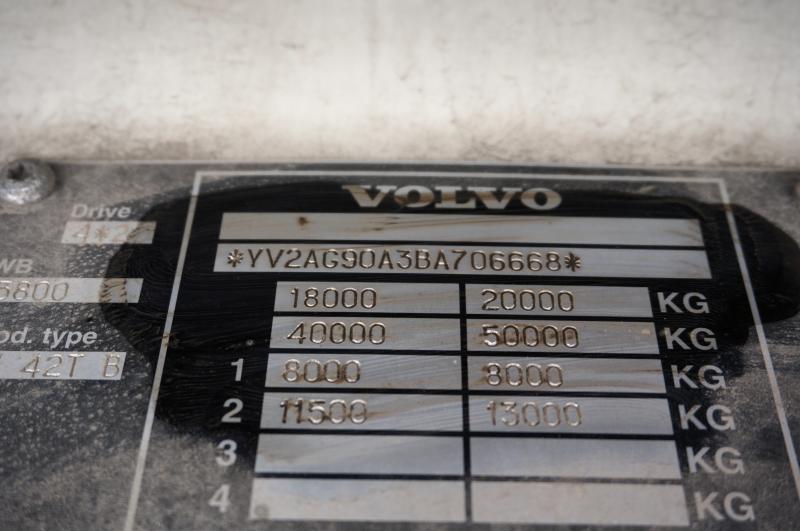 VOLVO
Drive
4*2
*YV2AG90A3BA706668*
WB
5800
18000 20000 KG
40000 50000 KG
od. type
42T B
1 8000 8000 KG
2 11500 13000 KG
3 KG
4 KG